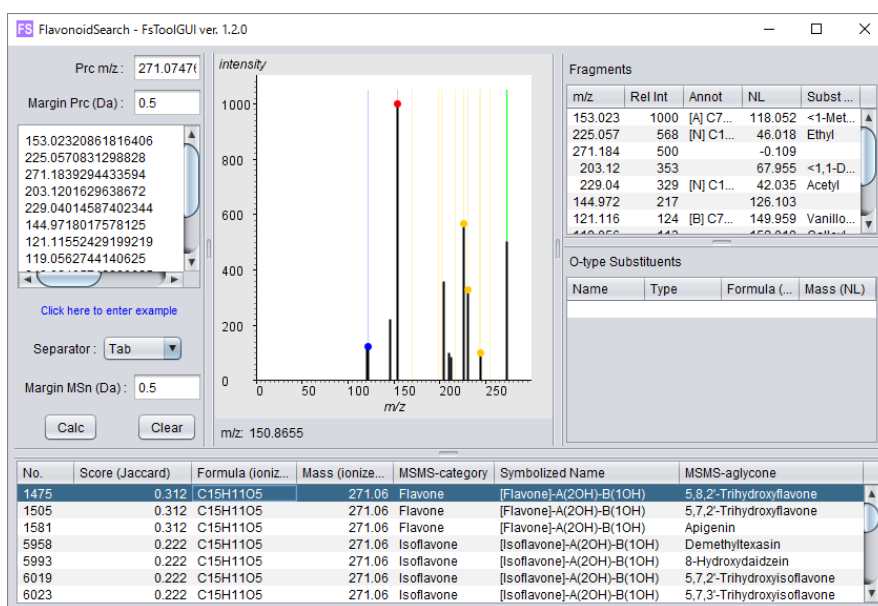 FS FlavonoidSearch - FsToolGUI ver. 1.2.0
Prc m/z :
Margin Prc (Da) : 0.5
153.02320861816406
225.0570831298828
271.1839294433594
203.1201629638672
229.04014587402344
144.9718017578125
121.11552429199219
119.0562744140625
Click here to enter example
Separator : Tab
Margin MSn (Da) : 0.5
Calc Clear
intensity
1000
800
600
400
200
0
0 50 100 150 200 250
m/z
m/z: 150.8655
Fragments
m/z Rel Int Annot NL Subst ...
153.023 1000 [A] C7... 118.052 <1-Met...
225.057 568 [N] C1... 46.018 Ethyl
271.184 500 -0.109
203.12 353 67.955 <1,1-D...
229.04 329 [N] C1... 42.035 Acetyl
144.972 217 126.103
121.116 124 [B] C7... 149.959 Vanillo...
O-type Substituents
Name Type Formula (... Mass (NL)
No. Score (Jaccard) Formula (ioniz... Mass (ionize... MSMS-category Symbolized Name MSMS-aglycone
1475 0.312 C15H11O5 271.06 Flavone [Flavone]-A(2OH)-B(1OH) 5,8,2'-Trihydroxyflavone
1505 0.312 C15H11O5 271.06 Flavone [Flavone]-A(2OH)-B(1OH) 5,7,2'-Trihydroxyflavone
1581 0.312 C15H11O5 271.06 Flavone [Flavone]-A(2OH)-B(1OH) Apigenin
5958 0.222 C15H11O5 271.06 Isoflavone [Isoflavone]-A(2OH)-B(1OH) Demethyltexasin
5993 0.222 C15H11O5 271.06 Isoflavone [Isoflavone]-A(2OH)-B(1OH) 8-Hydroxydaidzein
6019 0.222 C15H11O5 271.06 Isoflavone [Isoflavone]-A(2OH)-B(1OH) 5,7,2'-Trihydroxyisoflavone
6023 0.222 C15H11O5 271.06 Isoflavone [Isoflavone]-A(2OH)-B(1OH) 5,7,3'-Trihydroxyisoflavone